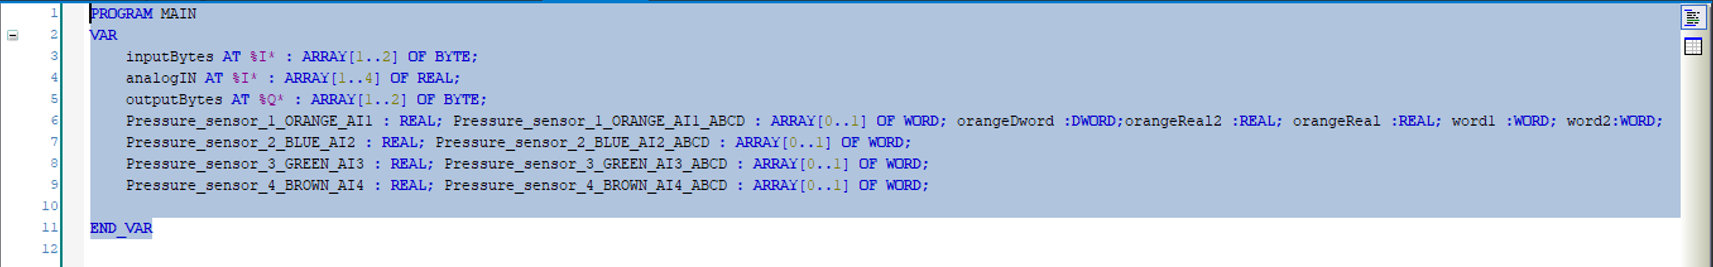 1 PROGRAM MAIN
2 VAR
3 inputBytes AT %I* : ARRAY[1..2] OF BYTE;
4 analogIN AT %I* : ARRAY[1..4] OF REAL;
5 outputBytes AT %Q* : ARRAY[1..2] OF BYTE;
6 Pressure_sensor_1_ORANGE_AI1 : REAL; Pressure_sensor_1_ORANGE_AI1_ABCD : ARRAY[0..1] OF WORD; orangeDword :DWORD;orangeReal2 :REAL; orangeReal :REAL; word1 :WORD; word2:WORD;
7 Pressure_sensor_2_BLUE_AI2 : REAL; Pressure_sensor_2_BLUE_AI2_ABCD : ARRAY[0..1] OF WORD;
8 Pressure_sensor_3_GREEN_AI3 : REAL; Pressure_sensor_3_GREEN_AI3_ABCD : ARRAY[0..1] OF WORD;
9 Pressure_sensor_4_BROWN_AI4 : REAL; Pressure_sensor_4_BROWN_AI4_ABCD : ARRAY[0..1] OF WORD;
10
11 END_VAR
12